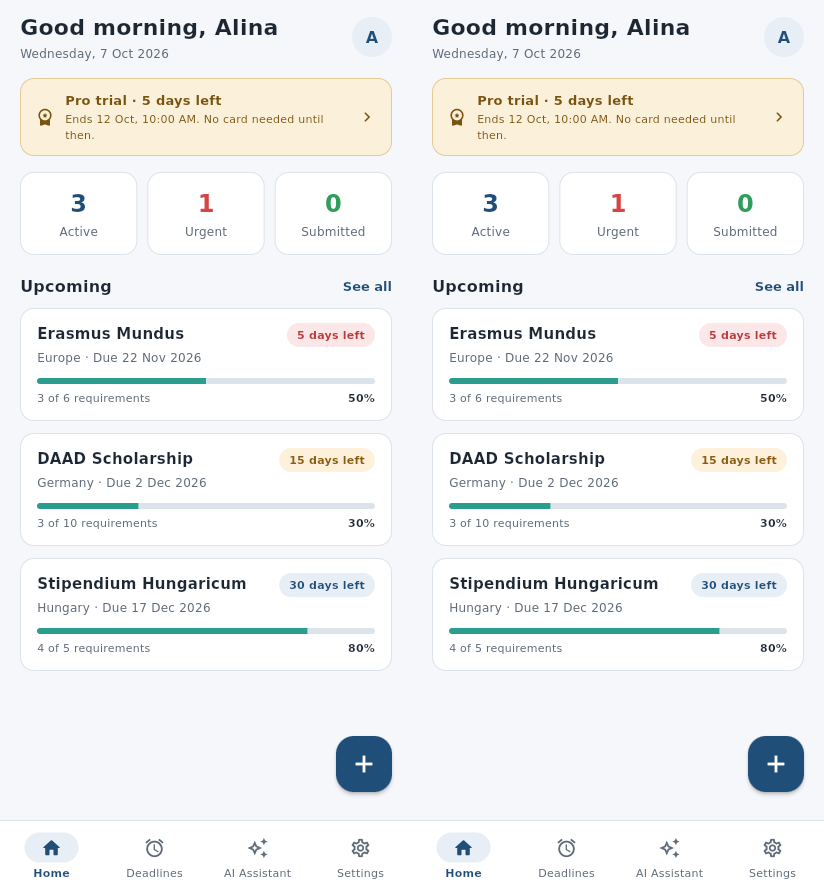 Good morning, Alina
A
Wednesday, 7 Oct 2026
Pro trial · 5 days left
Ends 12 Oct, 10:00 AM. No card needed until
then.
3
Active
1
Urgent
0
Submitted
Upcoming
See all
Erasmus Mundus
5 days left
Europe · Due 22 Nov 2026
3 of 6 requirements
50%
DAAD Scholarship
15 days left
Germany · Due 2 Dec 2026
3 of 10 requirements
30%
Stipendium Hungaricum
30 days left
Hungary · Due 17 Dec 2026
4 of 5 requirements
80%
Home
Deadlines
AI Assistant
Settings
Good morning, Alina
A
Wednesday, 7 Oct 2026
Pro trial · 5 days left
Ends 12 Oct, 10:00 AM. No card needed until
then.
3
Active
1
Urgent
0
Submitted
Upcoming
See all
Erasmus Mundus
5 days left
Europe · Due 22 Nov 2026
3 of 6 requirements
50%
DAAD Scholarship
15 days left
Germany · Due 2 Dec 2026
3 of 10 requirements
30%
Stipendium Hungaricum
30 days left
Hungary · Due 17 Dec 2026
4 of 5 requirements
80%
Home
Deadlines
AI Assistant
Settings